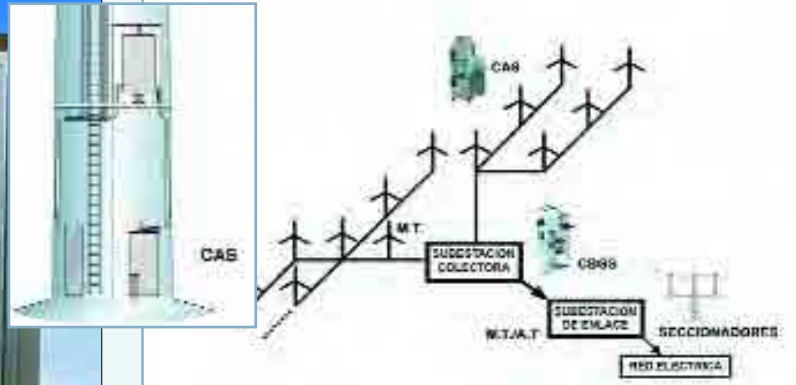 CAS
CAS
M.T.
SUBESTACION
COLECTORA
CBGS
SUBESTACION
DE ENLACE
M.T./A.T
SECCIONADORES
RED ELECTRICA